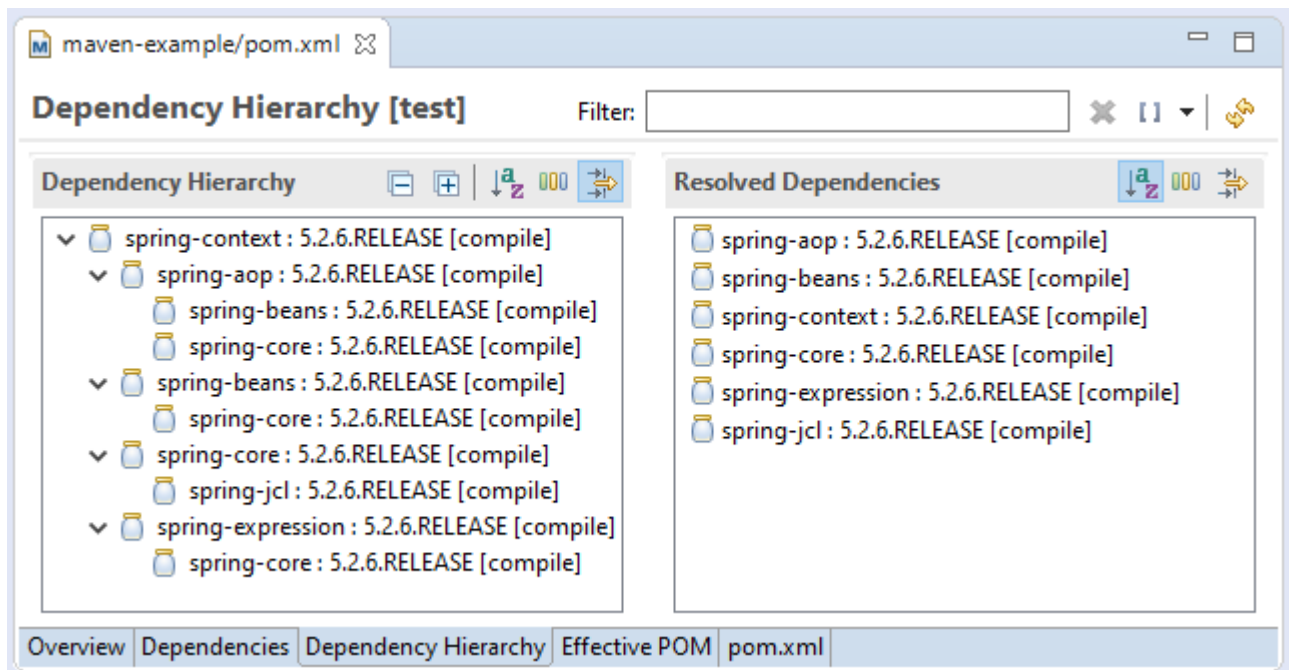 maven-example/pom.xml
Dependency Hierarchy [test]
Filter:
Dependency Hierarchy
spring-context : 5.2.6.RELEASE [compile]
spring-aop : 5.2.6.RELEASE [compile]
spring-beans : 5.2.6.RELEASE [compile]
spring-core : 5.2.6.RELEASE [compile]
spring-beans : 5.2.6.RELEASE [compile]
spring-core : 5.2.6.RELEASE [compile]
spring-core : 5.2.6.RELEASE [compile]
spring-jcl : 5.2.6.RELEASE [compile]
spring-expression : 5.2.6.RELEASE [compile]
spring-core : 5.2.6.RELEASE [compile]
Resolved Dependencies
spring-aop : 5.2.6.RELEASE [compile]
spring-beans : 5.2.6.RELEASE [compile]
spring-context : 5.2.6.RELEASE [compile]
spring-core : 5.2.6.RELEASE [compile]
spring-expression : 5.2.6.RELEASE [compile]
spring-jcl : 5.2.6.RELEASE [compile]
Overview Dependencies Dependency Hierarchy Effective POM pom.xml